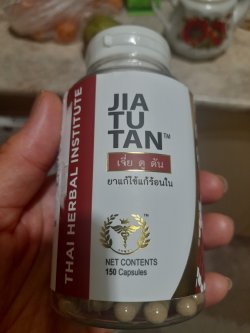 THAI HERBAL INSTITUTE
JIA
TU
TAN™
เจี่ย ตู ตัน
ยาแก้ไข้แก้ร้อนใน
NET CONTENTS
150 Capsules